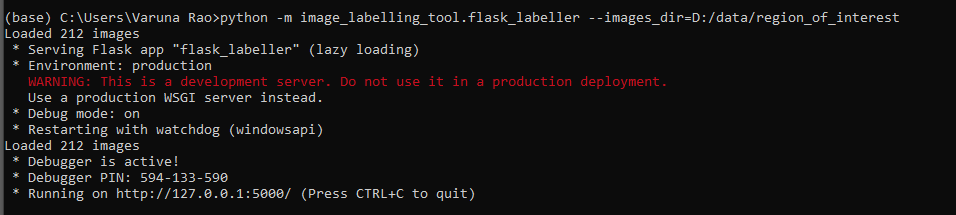 (base) C:\Users\Varuna Rao>python -m image_labelling_tool.flask_labeller --images_dir=D:/data/region_of_interest
Loaded 212 images
 * Serving Flask app "flask_labeller" (lazy loading)
 * Environment: production
   WARNING: This is a development server. Do not use it in a production deployment.
   Use a production WSGI server instead.
 * Debug mode: on
 * Restarting with watchdog (windowsapi)
Loaded 212 images
 * Debugger is active!
 * Debugger PIN: 594-133-590
 * Running on http://127.0.0.1:5000/ (Press CTRL+C to quit)